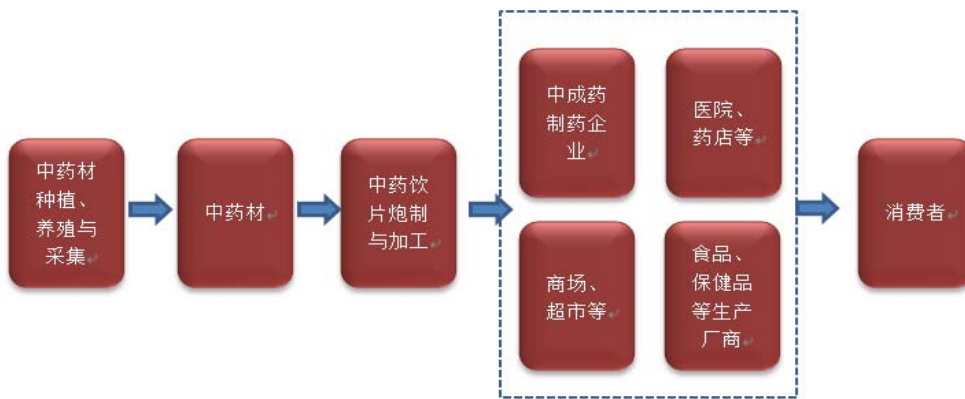 中药材
种植、
养殖与
采集
中药材
中药饮
片炮制
与加工
中成药
制药企
业
医院、
药店等
商场、
超市等
食品、
保健品
等生产
厂商
消费者